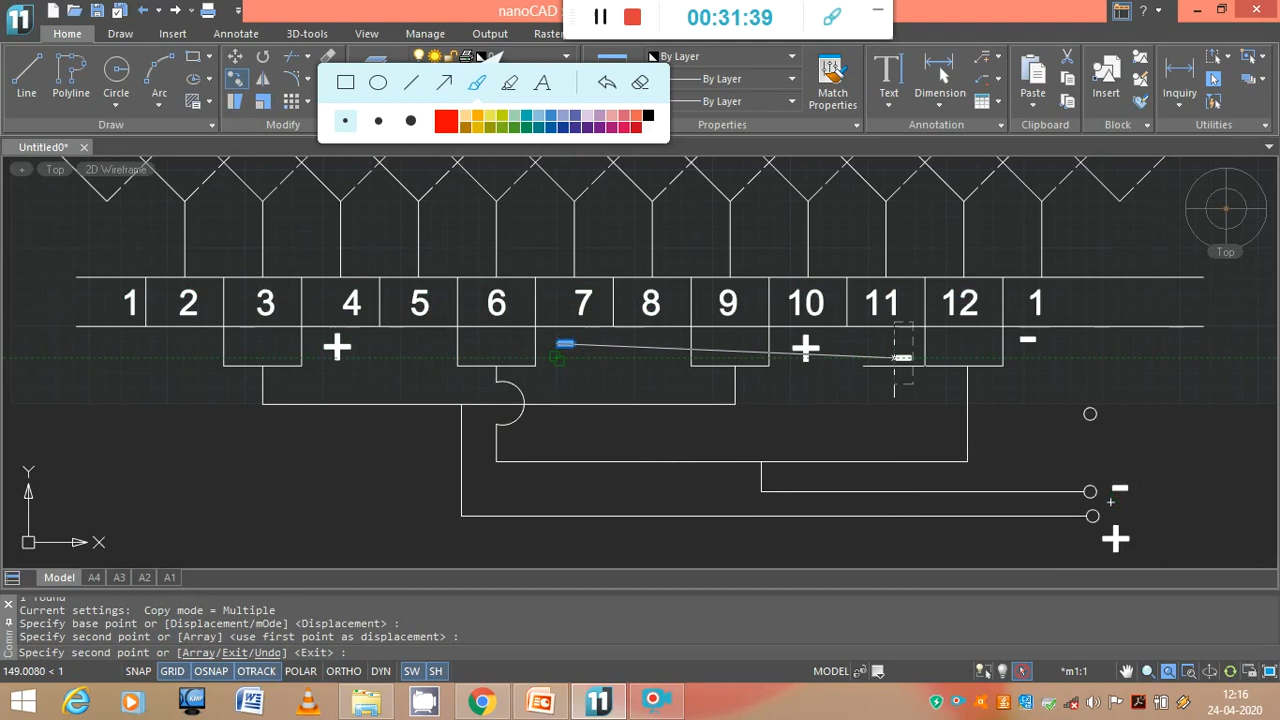 nanoCAD
00:31:39
Home Draw Insert Annotate 3D-tools View Manage Output Raster
Line Polyline Circle Arc
Draw
Modify
By Layer
By Layer
By Layer
Match Properties
Properties
Text Dimension
Annotation
Paste
Clipboard
Insert
Block
Inquiry
Utilities
Untitled0*
+ Top 2D Wireframe
Top
1 2 3 4 5 6 7 8 9 10 11 12 1
+ - + - -
-
+
Y
X
Model A4 A3 A2 A1
1 found
Current settings: Copy mode = Multiple
Specify base point or [Displacement/mOde] <Displacement> :
Specify second point or [Array] <use first point as displacement> :
Specify second point or [Array/Exit/Undo] <Exit> :
149.0080 < 1 SNAP GRID OSNAP OTRACK POLAR ORTHO DYN SW SH MODEL *m1:1
12:16
24-04-2020